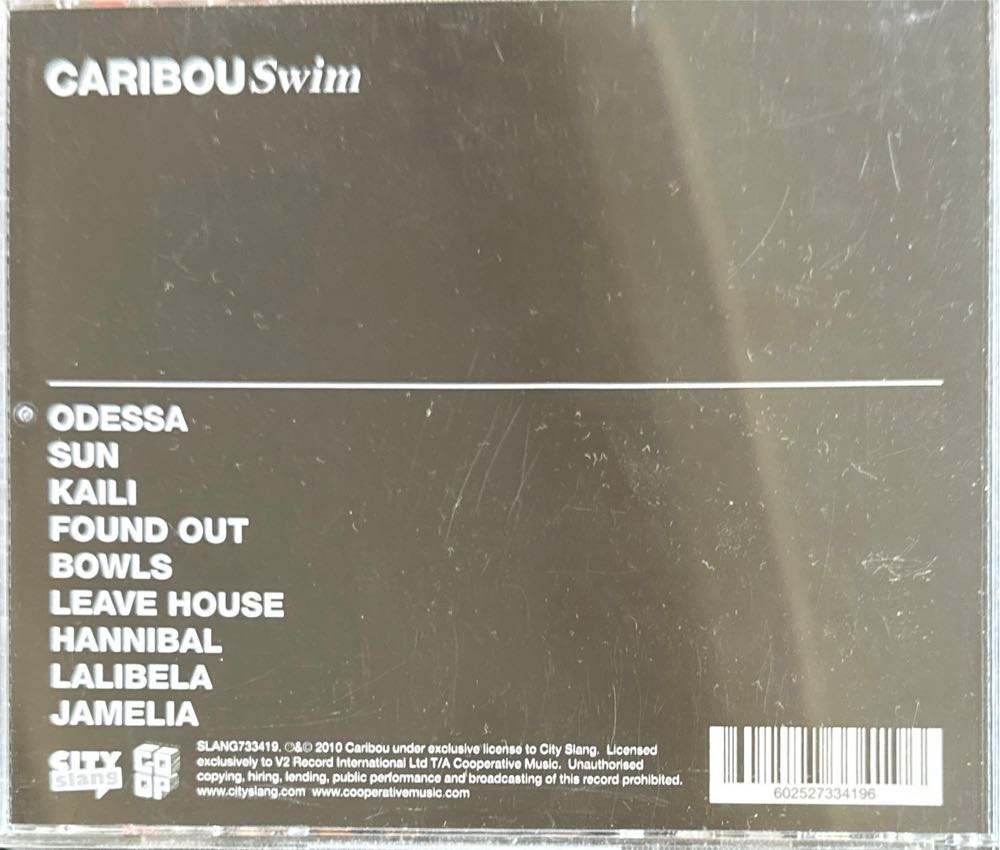 CARIBOU Swim
ODESSA
SUN
KAILI
FOUND OUT
BOWLS
LEAVE HOUSE
HANNIBAL
LALIBELA
JAMELIA
CITY
slang
CO
OP
SLANG733419. ℗&© 2010 Caribou under exclusive license to City Slang. Licensed
exclusively to V2 Record International Ltd T/A Cooperative Music. Unauthorised
copying, hiring, lending, public performance and broadcasting of this record prohibited.
www.cityslang.com www.cooperativemusic.com
602527334196